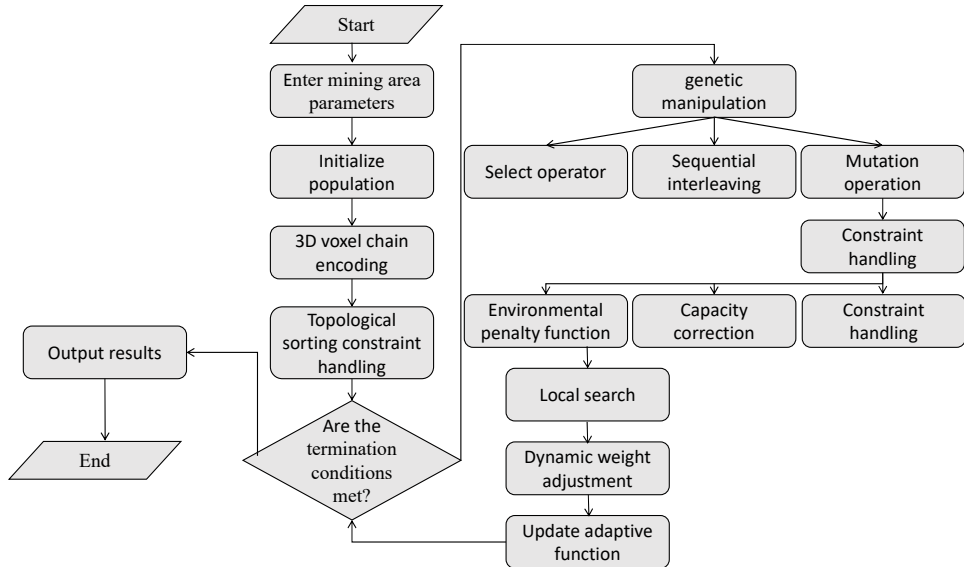 Start
Enter mining area
parameters
Initialize
population
3D voxel chain
encoding
Topological
sorting constraint
handling
Are the
termination
conditions
met?
Output results
End
genetic
manipulation
Select operator
Sequential
interleaving
Mutation
operation
Constraint
handling
Environmental
penalty function
Capacity
correction
Constraint
handling
Local search
Dynamic weight
adjustment
Update adaptive
function